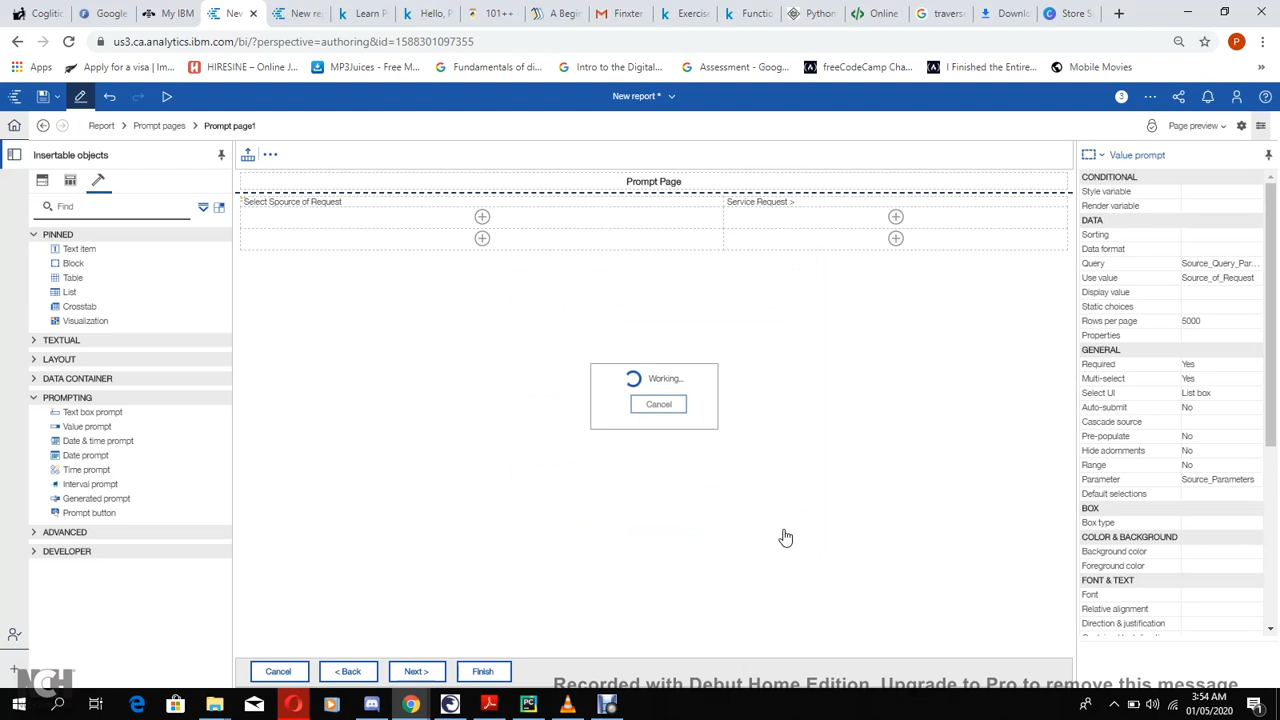 Cogliti
Google
My IBM
Nev
New rep
Learn P
Hello, P
101++
A Begin
Finxter
Exercise
Functio
Python
Online
travers
Downlo
Store S
us3.ca.analytics.ibm.com/bi/?perspective=authoring&id=1588301097355
P
Apps
Apply for a visa | Im...
HIRESINE – Online J...
MP3Juices - Free M...
Fundamentals of di...
Intro to the Digital...
Assessment - Goog...
freeCodeCamp Cha...
I Finished the Entire...
Mobile Movies
»
New report *
3
Report
Prompt pages
Prompt page1
Page preview
Insertable objects
Find
PINNED
Text item
Block
Table
List
Crosstab
Visualization
TEXTUAL
LAYOUT
DATA CONTAINER
PROMPTING
Text box prompt
Value prompt
Date & time prompt
Date prompt
Time prompt
Interval prompt
Generated prompt
Prompt button
ADVANCED
DEVELOPER
Prompt Page
Select Spource of Request
Service Request >
Working...
Cancel
Cancel
< Back
Next >
Finish
Value prompt
CONDITIONAL
Style variable
Render variable
DATA
Sorting
Data format
Query Source_Query_Par...
Use value Source_of_Request
Display value
Static choices
Rows per page 5000
Properties
GENERAL
Required Yes
Multi-select Yes
Select UI List box
Auto-submit No
Cascade source
Pre-populate No
Hide adornments No
Range No
Parameter Source_Parameters
Default selections
BOX
Box type
COLOR & BACKGROUND
Background color
Foreground color
FONT & TEXT
Font
Relative alignment
Direction & justification
NCH
Recorded with Debut Home Edition. Upgrade to Pro to remove this message
3:54 AM
01/05/2020